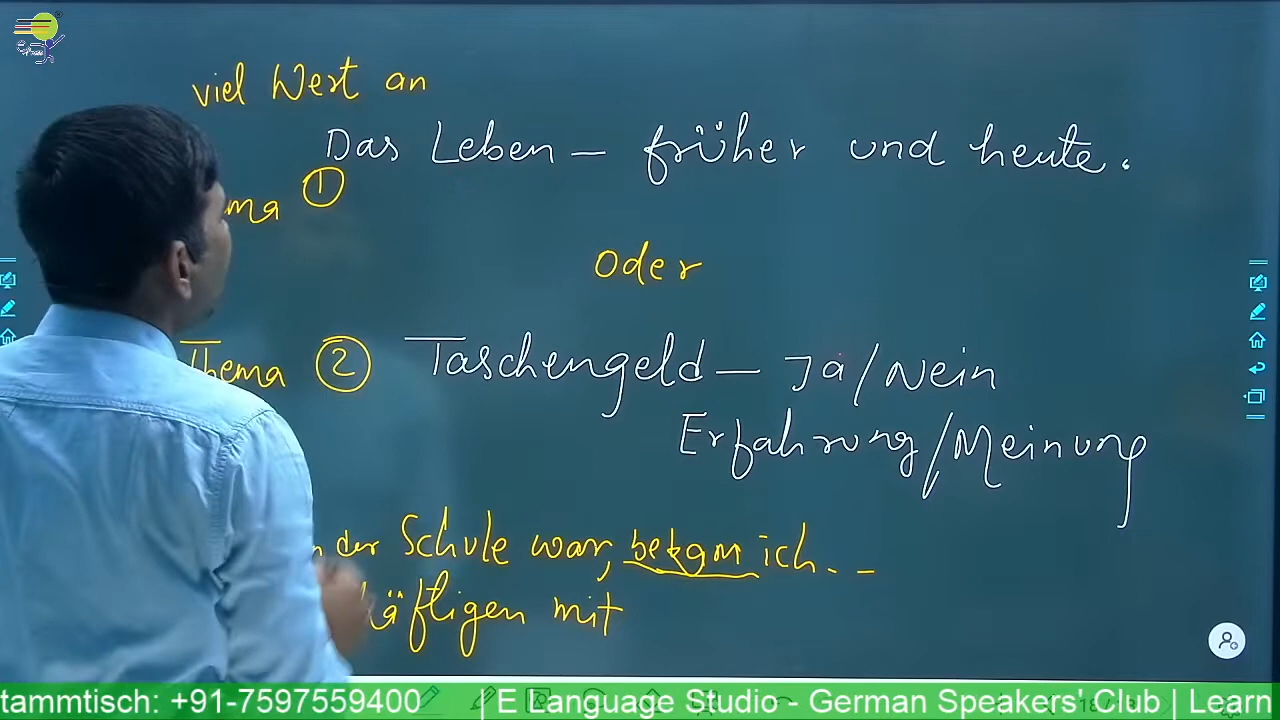 viel Wert an
Das Leben – früher und heute.
ma ①
Oder
Thema ② Taschengeld – Ja/Nein
Erfahrung/Meinung
n der Schule war, bekam ich. . –
häftigen mit
tammtisch: +91-7597559400 | E Language Studio - German Speakers' Club | Learn